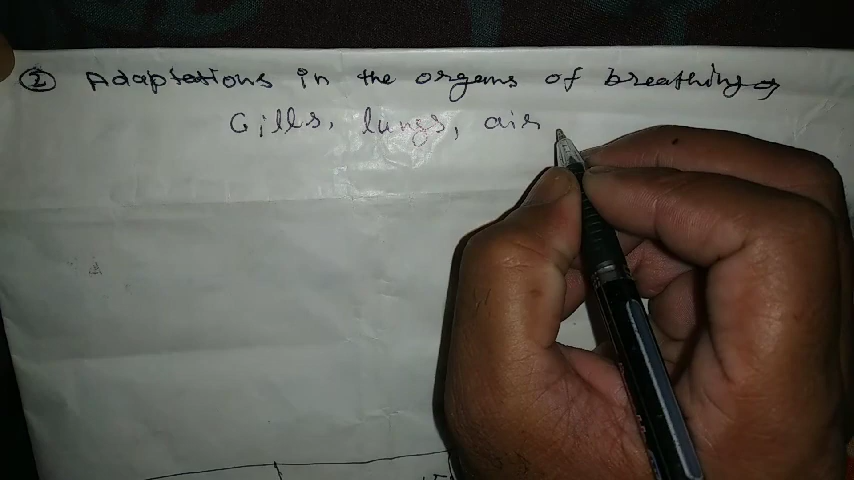 ② Adaptations in the organs of breathing →
Gills, lungs, air